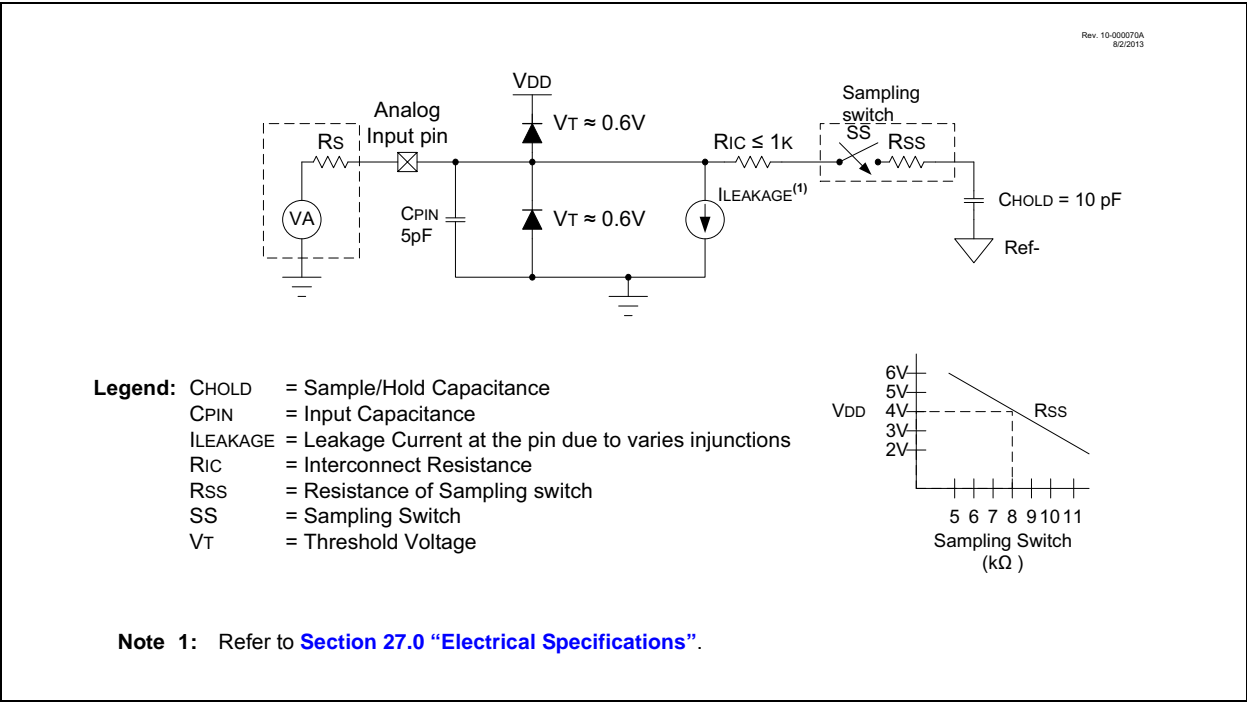 Rev. 10-000070A
8/2/2013
VDD
Analog
Input pin
VT ≈ 0.6V
RS
RIC ≤ 1K
Sampling
switch
SS
RSS
VA
CPIN
5pF
VT ≈ 0.6V
ILEAKAGE(1)
CHOLD = 10 pF
Ref-
Legend: CHOLD = Sample/Hold Capacitance
CPIN = Input Capacitance
ILEAKAGE = Leakage Current at the pin due to varies injunctions
RIC = Interconnect Resistance
RSS = Resistance of Sampling switch
SS = Sampling Switch
VT = Threshold Voltage
6V
5V
VDD 4V
3V
2V
RSS
5 6 7 8 9 10 11
Sampling Switch
(kΩ )
Note 1: Refer to Section 27.0 “Electrical Specifications”.